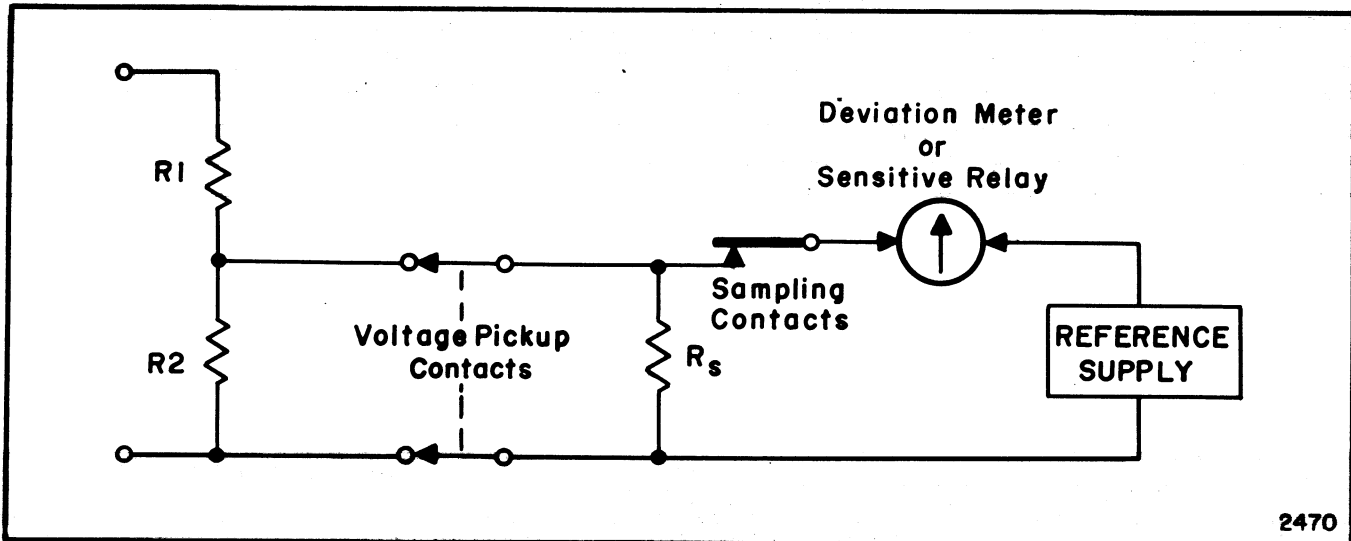 Deviation Meter
or
Sensitive Relay
R1
Sampling
Contacts
Voltage Pickup
Contacts
R2
Rs
REFERENCE
SUPPLY
2470